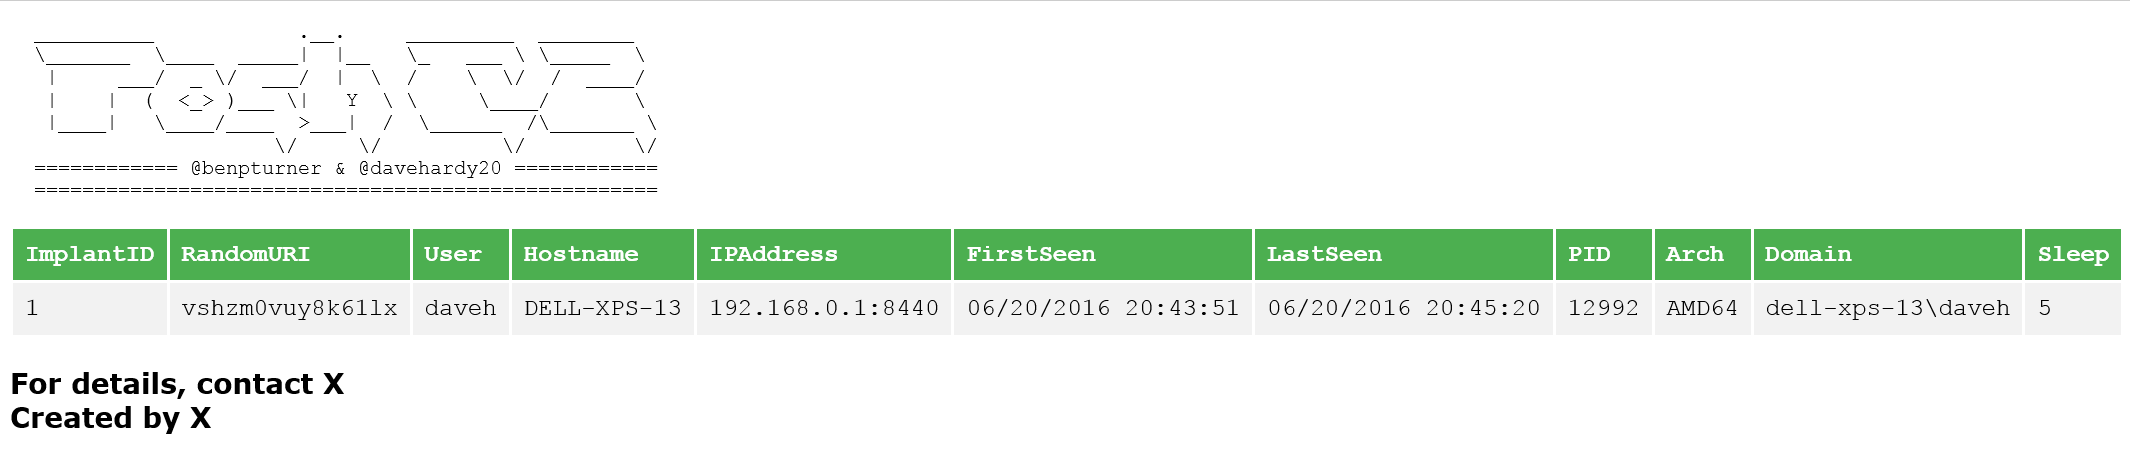 Posh C2
============ @benpturner & @davehardy20 ============
====================================================
ImplantID RandomURI User Hostname IPAddress FirstSeen LastSeen PID Arch Domain Sleep
1 vshzm0vuy8k61lx daveh DELL-XPS-13 192.168.0.1:8440 06/20/2016 20:43:51 06/20/2016 20:45:20 12992 AMD64 dell-xps-13\daveh 5
For details, contact X
Created by X